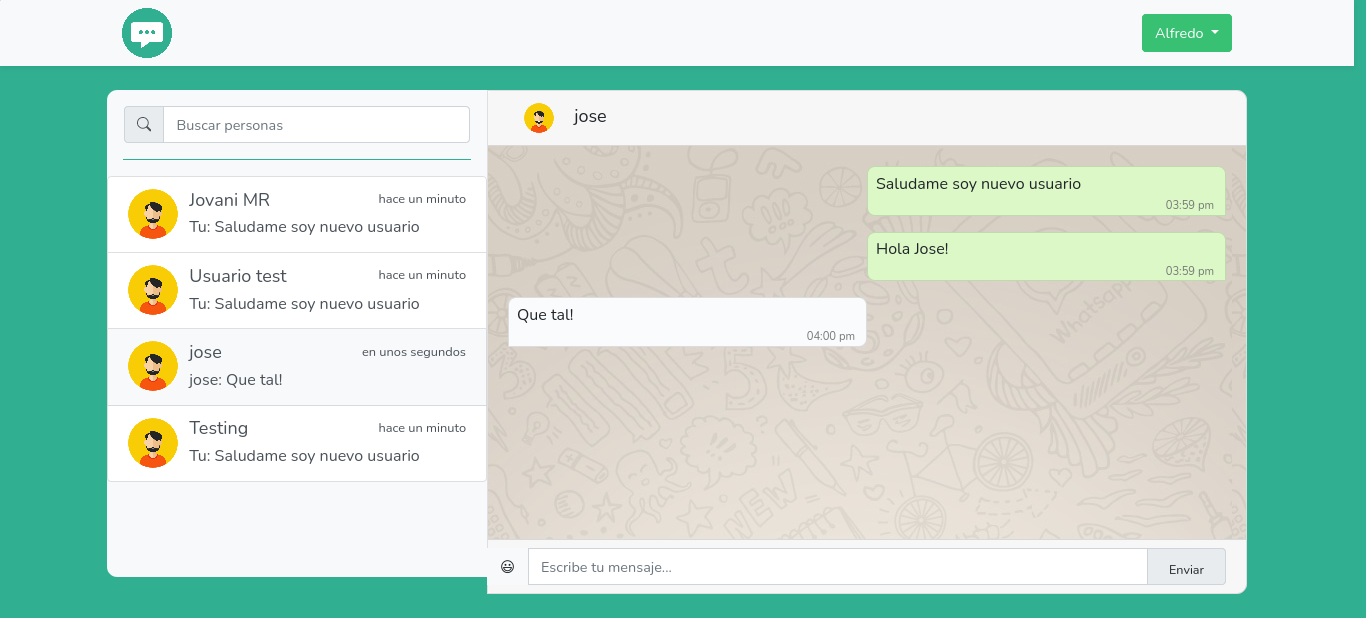 Alfredo
Buscar personas
Jovani MR
hace un minuto
Tu: Saludame soy nuevo usuario
Usuario test
hace un minuto
Tu: Saludame soy nuevo usuario
jose
en unos segundos
jose: Que tal!
Testing
hace un minuto
Tu: Saludame soy nuevo usuario
jose
Saludame soy nuevo usuario
03:59 pm
Hola Jose!
03:59 pm
Que tal!
04:00 pm
WhatsApp
NEW
Escribe tu mensaje...
Enviar